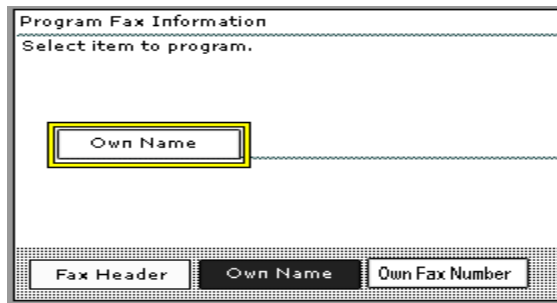 Program Fax Information
Select item to program.
Own Name
Fax Header Own Name Own Fax Number